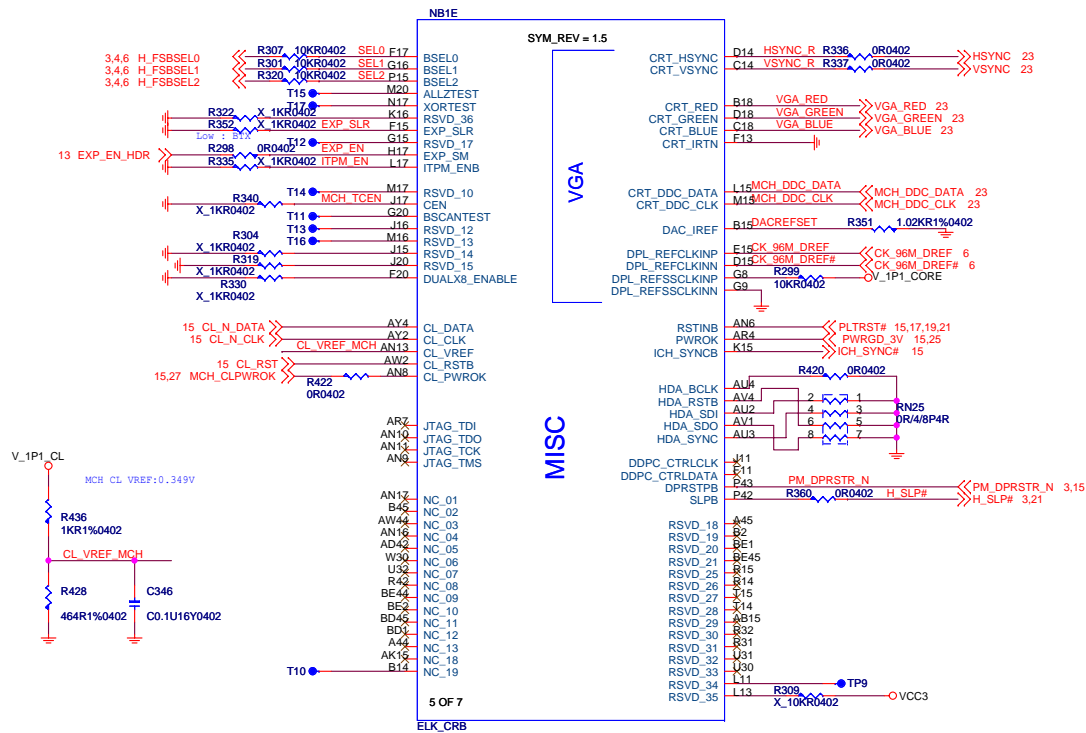 NB1E
SYM_REV = 1.5
VGA
MISC
3,4,6 H_FSBSEL0 R307 10KR0402 SEL0 F17 BSEL0
3,4,6 H_FSBSEL1 R301 10KR0402 SEL1 G16 BSEL1
3,4,6 H_FSBSEL2 R320 10KR0402 SEL2 P15 BSEL2
T15 M20 ALLZTEST
T17 N17 XORTEST
R322 X_1KR0402 K16 RSVD_36
R352 X_1KR0402 EXP_SLR F15 EXP_SLR
Low : BTX
T12 G15 RSVD_17
13 EXP_EN_HDR R298 0R0402 EXP_EN H17 EXP_SM
R335 X_1KR0402 ITPM_EN L17 ITPM_ENB
T14 M17 RSVD_10
R340 X_1KR0402 MCH_TCEN J17 CEN
T11 G20 BSCANTEST
T13 J16 RSVD_12
T16 M16 RSVD_13
R304 X_1KR0402 J15 RSVD_14
R319 X_1KR0402 J20 RSVD_15
R330 X_1KR0402 F20 DUALX8_ENABLE
15 CL_N_DATA AY4 CL_DATA
15 CL_N_CLK AY2 CL_CLK
CL_VREF_MCH AN13 CL_VREF
15 CL_RST AW2 CL_RSTB
15,27 MCH_CLPWROK R422 0R0402 AN8 CL_PWROK
AR7 JTAG_TDI
AN10 JTAG_TDO
AN11 JTAG_TCK
AN9 JTAG_TMS
AN17 NC_01
B45 NC_02
AW44 NC_03
AN16 NC_04
AD42 NC_05
W30 NC_06
U32 NC_07
R42 NC_08
BE44 NC_09
BE2 NC_10
BD45 NC_11
BD1 NC_12
A44 NC_13
AK15 NC_18
T10 B14 NC_19
V_1P1_CL
MCH CL VREF:0.349V
R436
1KR1%0402
CL_VREF_MCH
R428
464R1%0402
C346
C0.1U16Y0402
CRT_HSYNC D14 HSYNC_R R336 0R0402 HSYNC 23
CRT_VSYNC C14 VSYNC_R R337 0R0402 VSYNC 23
CRT_RED B18 VGA_RED VGA_RED 23
CRT_GREEN D18 VGA_GREEN VGA_GREEN 23
CRT_BLUE C18 VGA_BLUE VGA_BLUE 23
CRT_IRTN F13
CRT_DDC_DATA L15 MCH_DDC_DATA MCH_DDC_DATA 23
CRT_DDC_CLK M15 MCH_DDC_CLK MCH_DDC_CLK 23
DAC_IREF B15 DACREFSET R351 1.02KR1%0402
DPL_REFCLKINP E15 CK_96M_DREF CK_96M_DREF 6
DPL_REFCLKINN D15 CK_96M_DREF# CK_96M_DREF# 6
DPL_REFSSCLKINP G8 R299 10KR0402 V_1P1_CORE
DPL_REFSSCLKINN G9
RSTINB AN6 PLTRST# 15,17,19,21
PWROK AR4 PWRGD_3V 15,25
ICH_SYNCB K15 ICH_SYNC# 15
R420 0R0402
HDA_BCLK AU4
HDA_RSTB AV4 2 1
HDA_SDI AU2 4 3
HDA_SDO AV1 6 5
HDA_SYNC AU3 8 7
RN25
0R/4/8P4R
DDPC_CTRLCLK J11
DDPC_CTRLDATA F11
DPRSTPB P43 PM_DPRSTR_N PM_DPRSTR_N 3,15
SLPB P42 R360 0R0402 H_SLP# H_SLP# 3,21
RSVD_18 A45
RSVD_19 B2
RSVD_20 BE1
RSVD_21 BE45
RSVD_25 R15
RSVD_26 R14
RSVD_27 T15
RSVD_28 T14
RSVD_29 AB15
RSVD_30 R32
RSVD_31 R31
RSVD_32 U31
RSVD_33 U30
RSVD_34 L11 TP9
RSVD_35 L13 R309 X_10KR0402 VCC3
5 OF 7
ELK_CRB